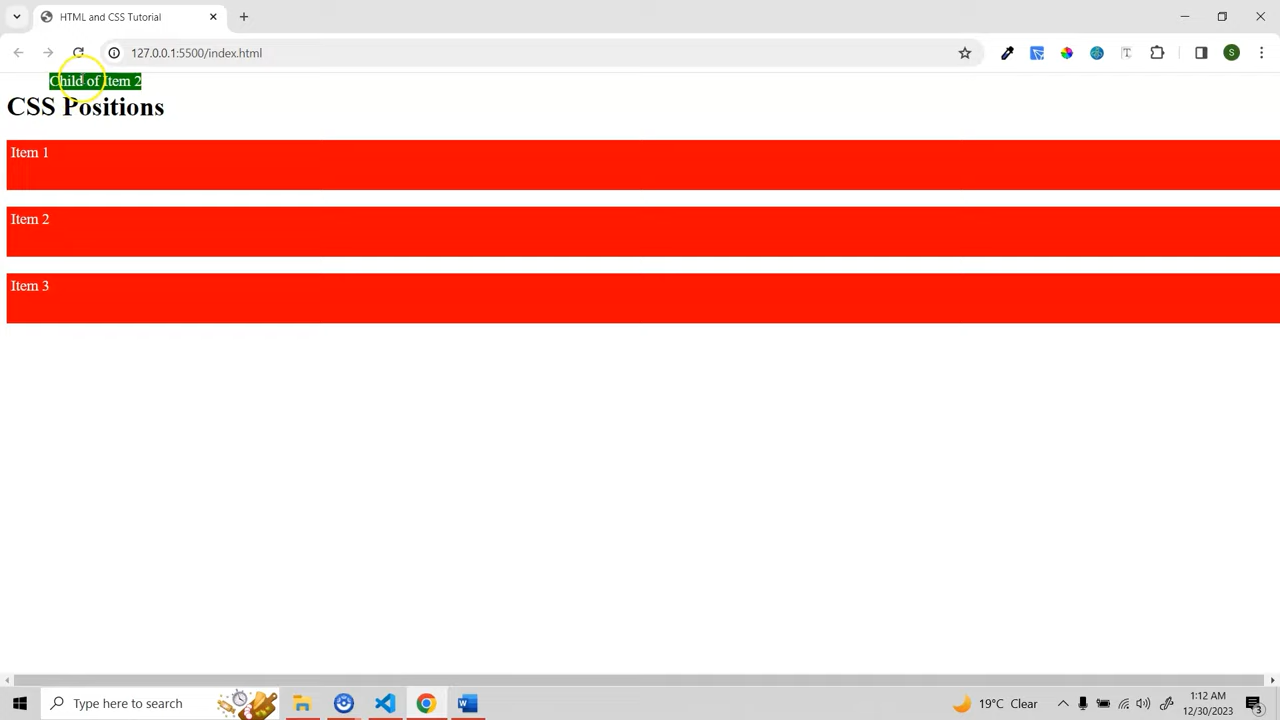 HTML and CSS Tutorial
127.0.0.1:5500/index.html
S
Child of Item 2
CSS Positions
Item 1
Item 2
Item 3
Type here to search
W
19°C Clear
1:12 AM
12/30/2023
3